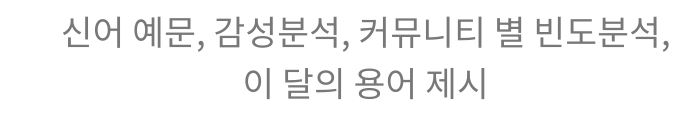 신어 예문, 감성분석, 커뮤니티 별 빈도분석,
이 달의 용어 제시